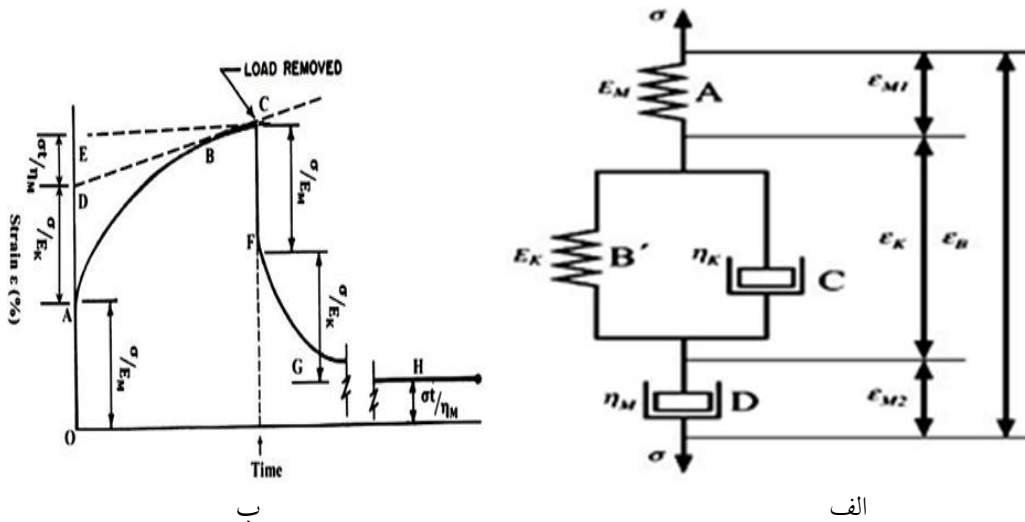 LOAD REMOVED
C
E
B
σt/ηM
D
σ/EM
σ/EK
F
Strain ε (%)
A
σ/EK
σ/EM
G
H
σt/ηM
O
Time
ب
σ
EM
A
εM1
EK
B′
ηK
C
εK
εB
ηM
D
εM2
σ
الف